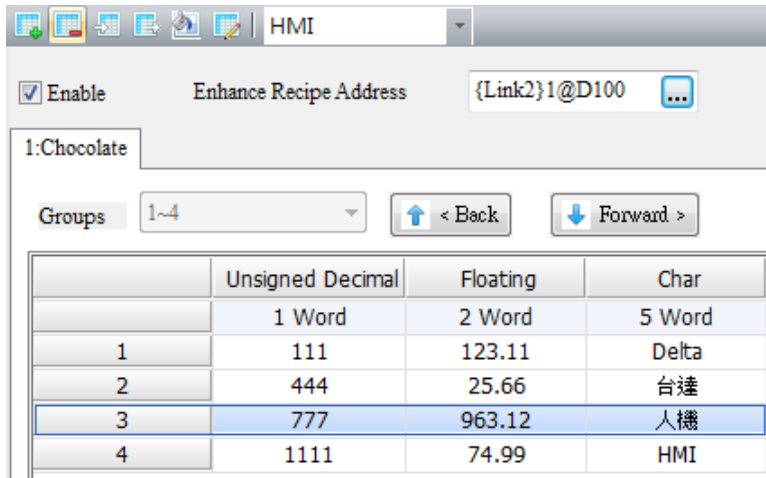 HMI
Enable Enhance Recipe Address {Link2}1@D100 ...
1:Chocolate
Groups 1~4 < Back Forward >
Unsigned Decimal Floating Char
1 Word 2 Word 5 Word
1 111 123.11 Delta
2 444 25.66 台達
3 777 963.12 人機
4 1111 74.99 HMI